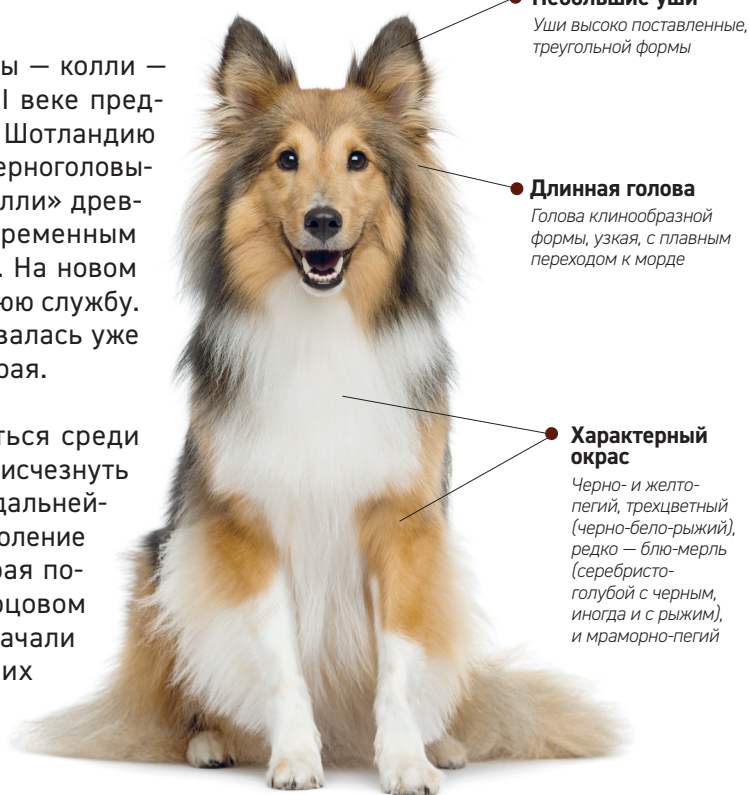 ы — колли —
I веке пред-
Шотландию
ерноголовы-
лли» древ-
ременным
. На новом
юю службу.
валась уже
рая.
ться среди
исчезнуть
дальней-
оление
рая по-
рцовом
ачали
их
Небольшие уши
Уши высоко поставленные,
треугольной формы
Длинная голова
Голова клинообразной
формы, узкая, с плавным
переходом к морде
Характерный
окрас
Черно- и желто-
пегий, трехцветный
(черно-бело-рыжий),
редко — блю-мерль
(серебристо-
голубой с черным,
иногда и с рыжим),
и мраморно-пегий